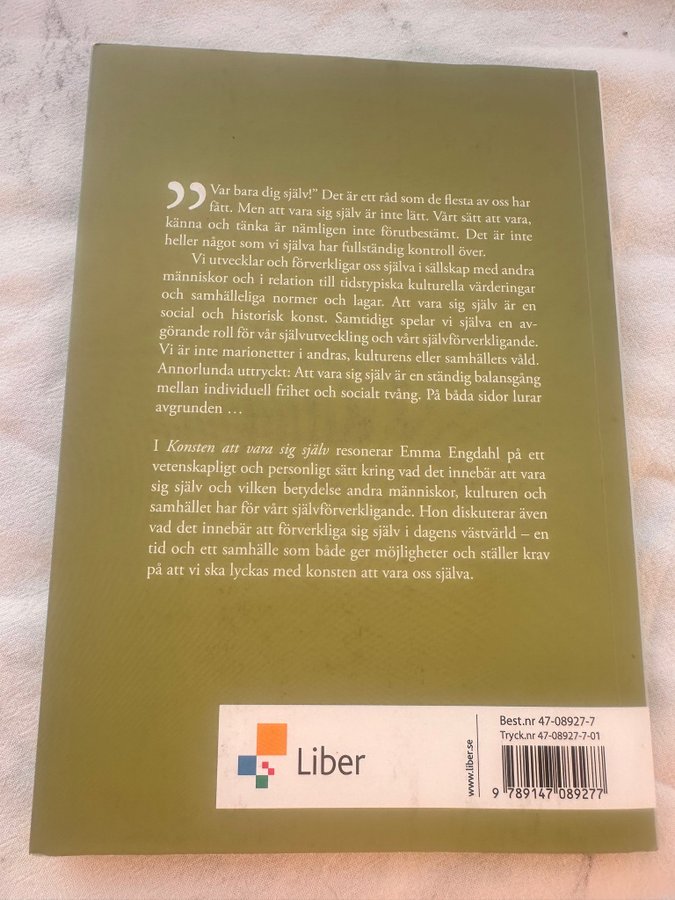 ”Var bara dig själv!” Det är ett råd som de flesta av oss har
fått. Men att vara sig själv är inte lätt. Vårt sätt att vara,
känna och tänka är nämligen inte förutbestämt. Det är inte
heller något som vi själva har fullständig kontroll över.
Vi utvecklar och förverkligar oss själva i sällskap med andra
människor och i relation till tidstypiska kulturella värderingar
och samhälleliga normer och lagar. Att vara sig själv är en
social och historisk konst. Samtidigt spelar vi själva en av-
görande roll för vår självutveckling och vårt självförverkligande.
Vi är inte marionetter i andras, kulturens eller samhällets våld.
Annorlunda uttryckt: Att vara sig själv är en ständig balansgång
mellan individuell frihet och socialt tvång. På båda sidor lurar
avgrunden …
I Konsten att vara sig själv resonerar Emma Engdahl på ett
vetenskapligt och personligt sätt kring vad det innebär att vara
sig själv och vilken betydelse andra människor, kulturen och
samhället har för vårt självförverkligande. Hon diskuterar även
vad det innebär att förverkliga sig själv i dagens västvärld – en
tid och ett samhälle som både ger möjligheter och ställer krav
på att vi ska lyckas med konsten att vara oss själva.
Liber
www.liber.se
Best.nr 47-08927-7
Tryck.nr 47-08927-7-01
9 789147 089277